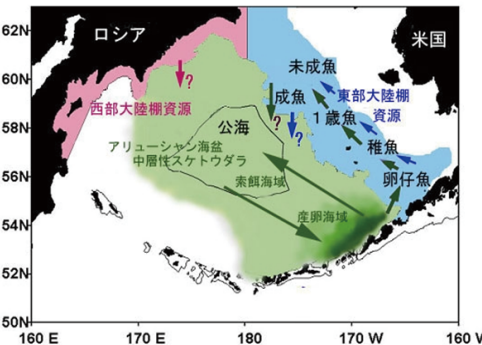 62N
60N
58N
56N
54N
52N
50N
ロシア
米国
未成魚
?
成魚
東部大陸棚
資源
西部大陸棚資源
?
?
1歳魚
公海
稚魚
アリューシャン海盆
中層性スケトウダラ
卵仔魚
索餌海域
産卵海域
160 E
170 E
180
170 W
160 W